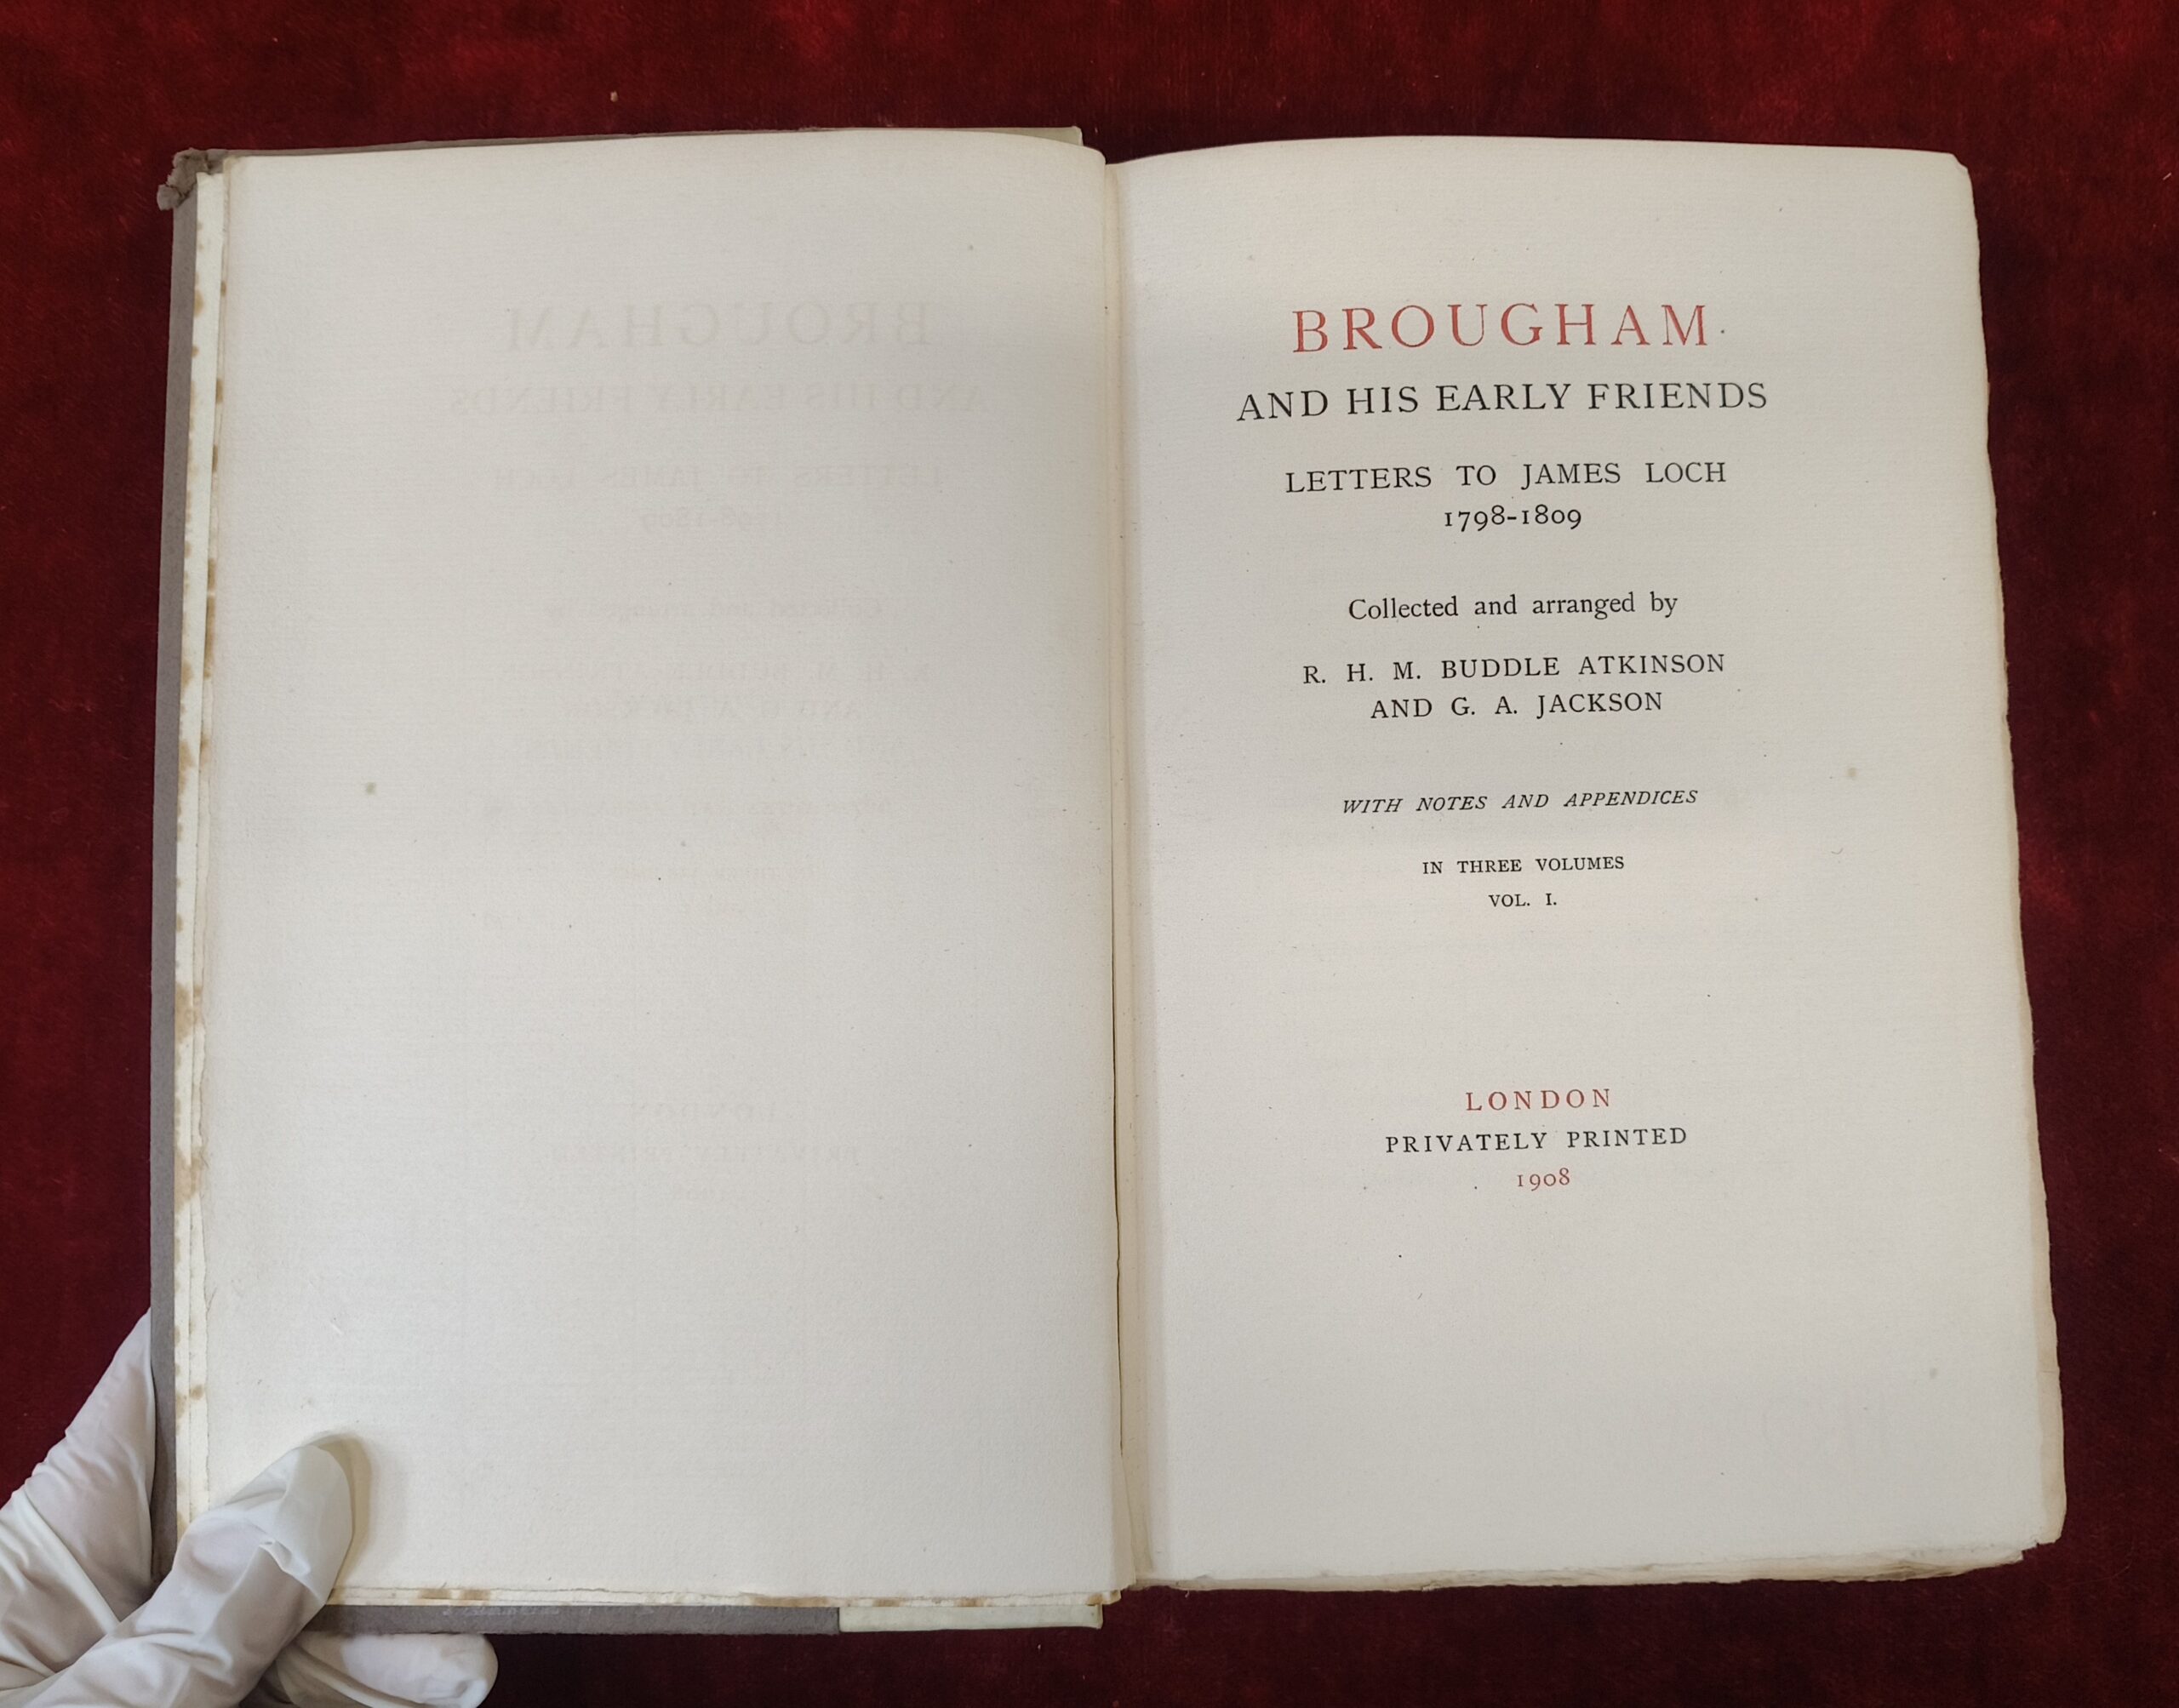 BROUGHAM
AND HIS EARLY FRIENDS
LETTERS TO JAMES LOCH
1798-1809
Collected and arranged by
R. H. M. BUDDLE ATKINSON
AND G. A. JACKSON
WITH NOTES AND APPENDICES
IN THREE VOLUMES
VOL. I.
LONDON
PRIVATELY PRINTED
1908